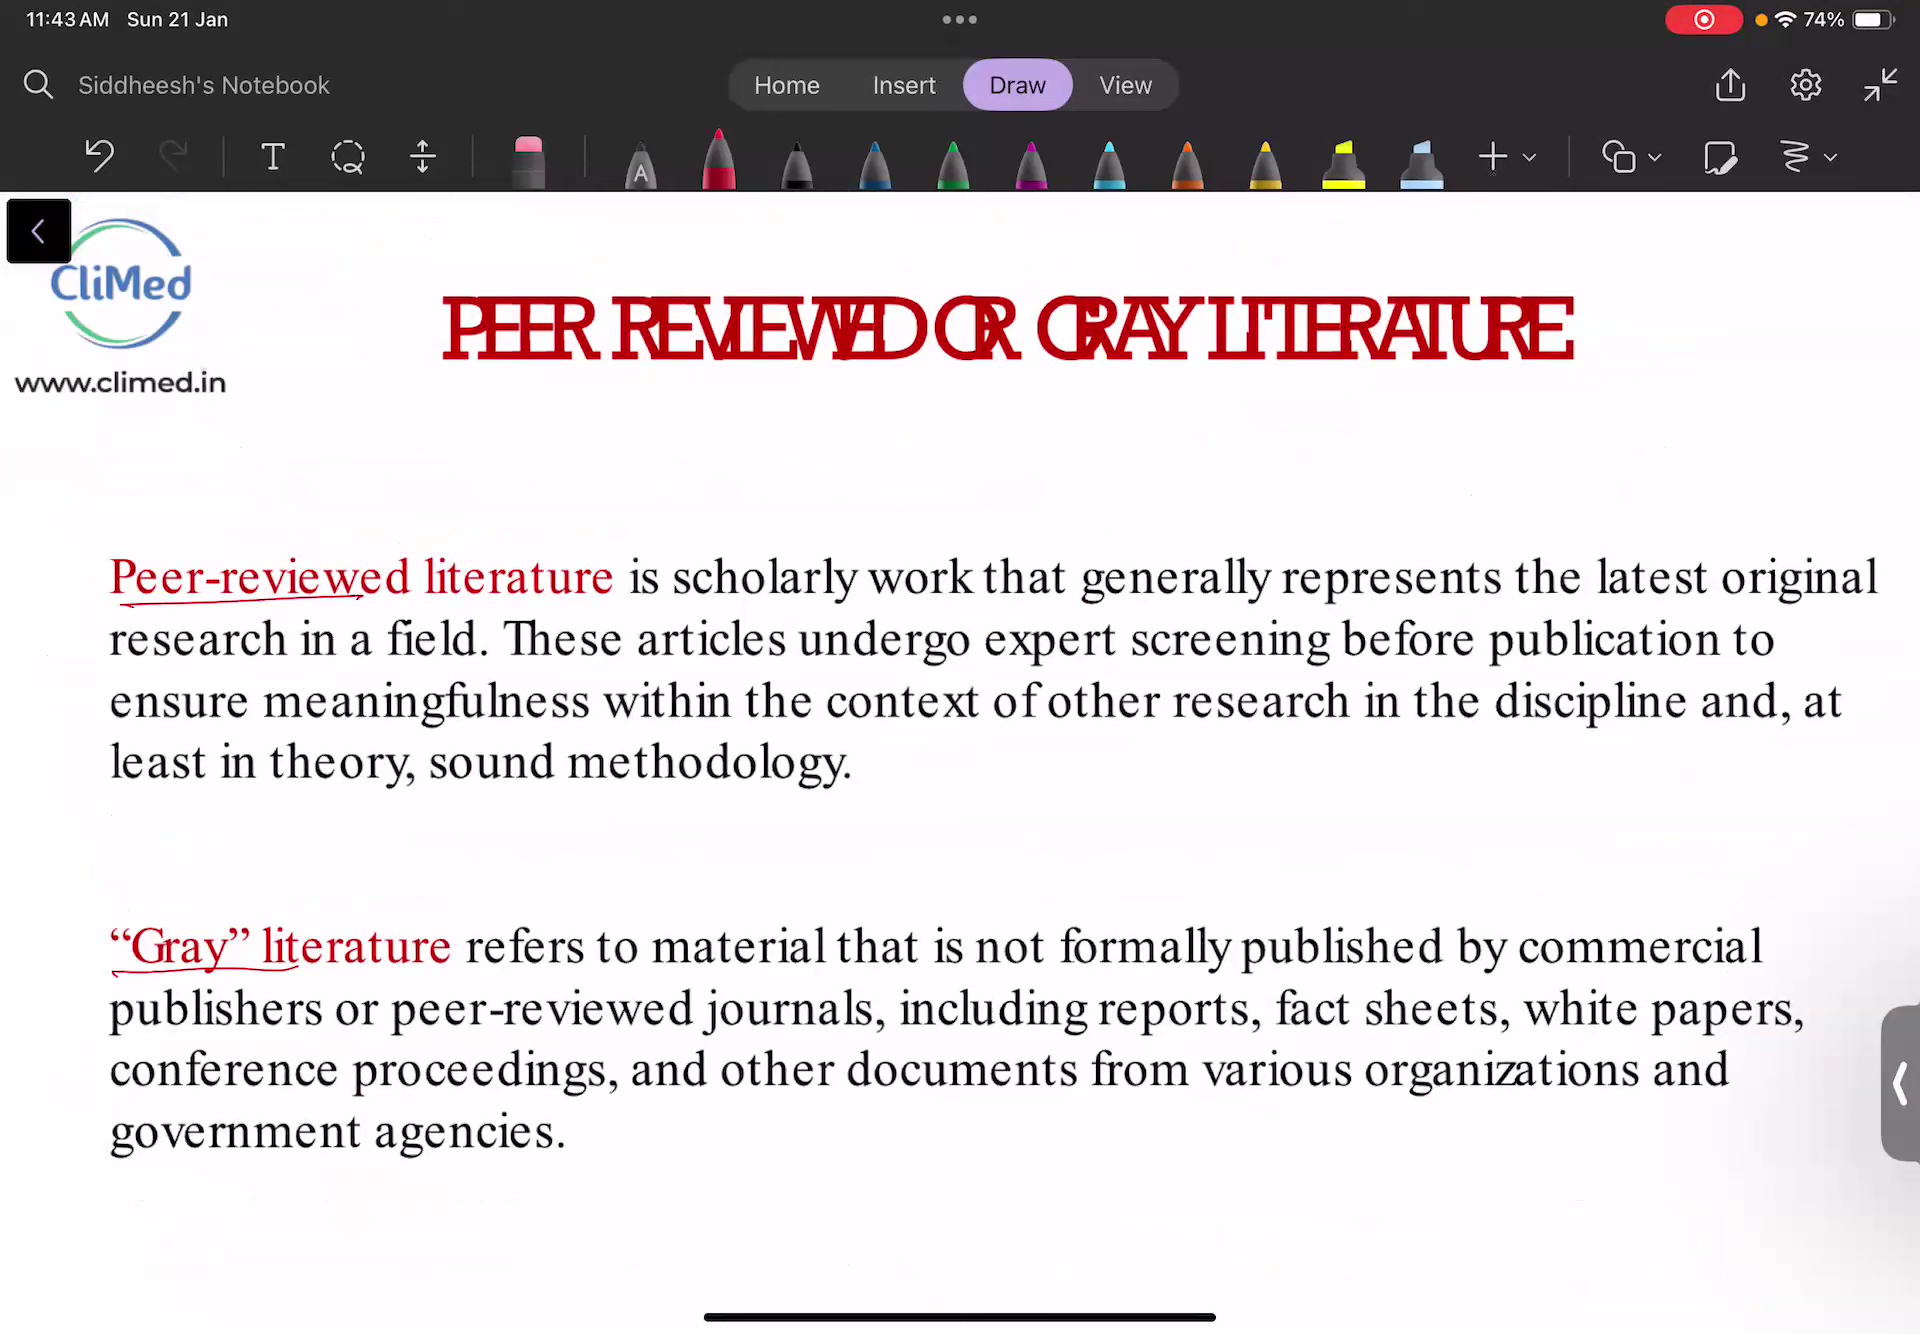 11:43 AM Sun 21 Jan
74%
Siddheesh's Notebook
Home Insert Draw View
T
A
CliMed
www.climed.in
PEER REVIEWED OR GRAY LITERATURE
Peer-reviewed literature is scholarly work that generally represents the latest original
research in a field. These articles undergo expert screening before publication to
ensure meaningfulness within the context of other research in the discipline and, at
least in theory, sound methodology.
“Gray” literature refers to material that is not formally published by commercial
publishers or peer-reviewed journals, including reports, fact sheets, white papers,
conference proceedings, and other documents from various organizations and
government agencies.